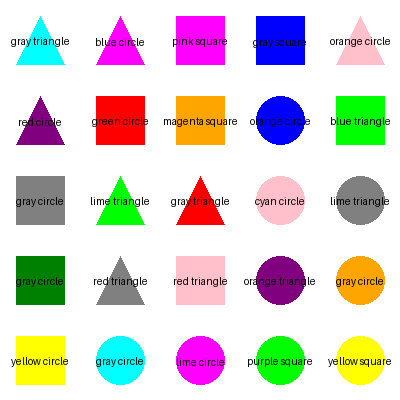 gray triangle blue circle pink square gray square orange circle
red circle green circle magenta square orange circle blue triangle
gray circle lime triangle gray triangle cyan circle lime triangle
gray circle red triangle red triangle orange triangle gray circle
yellow circle gray circle lime circle purple square yellow square